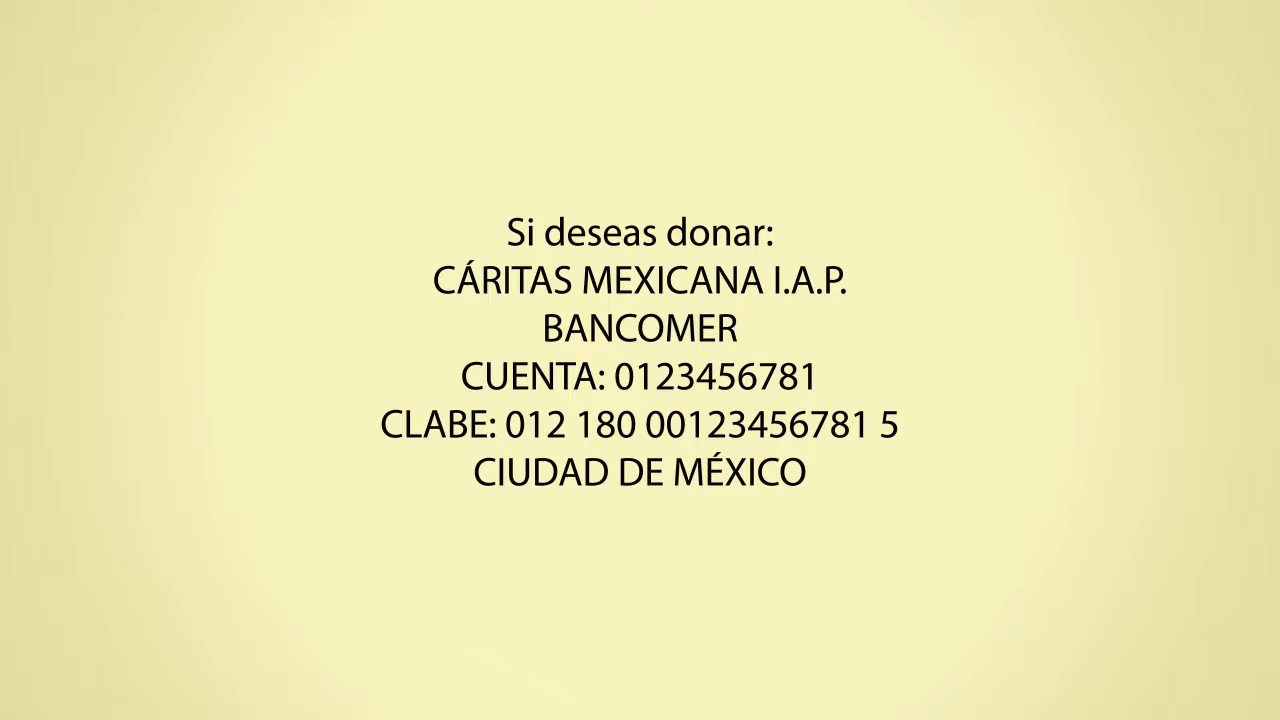 Si deseas donar:
CÁRITAS MEXICANA I.A.P.
BANCOMER
CUENTA: 0123456781
CLABE: 012 180 00123456781 5
CIUDAD DE MÉXICO